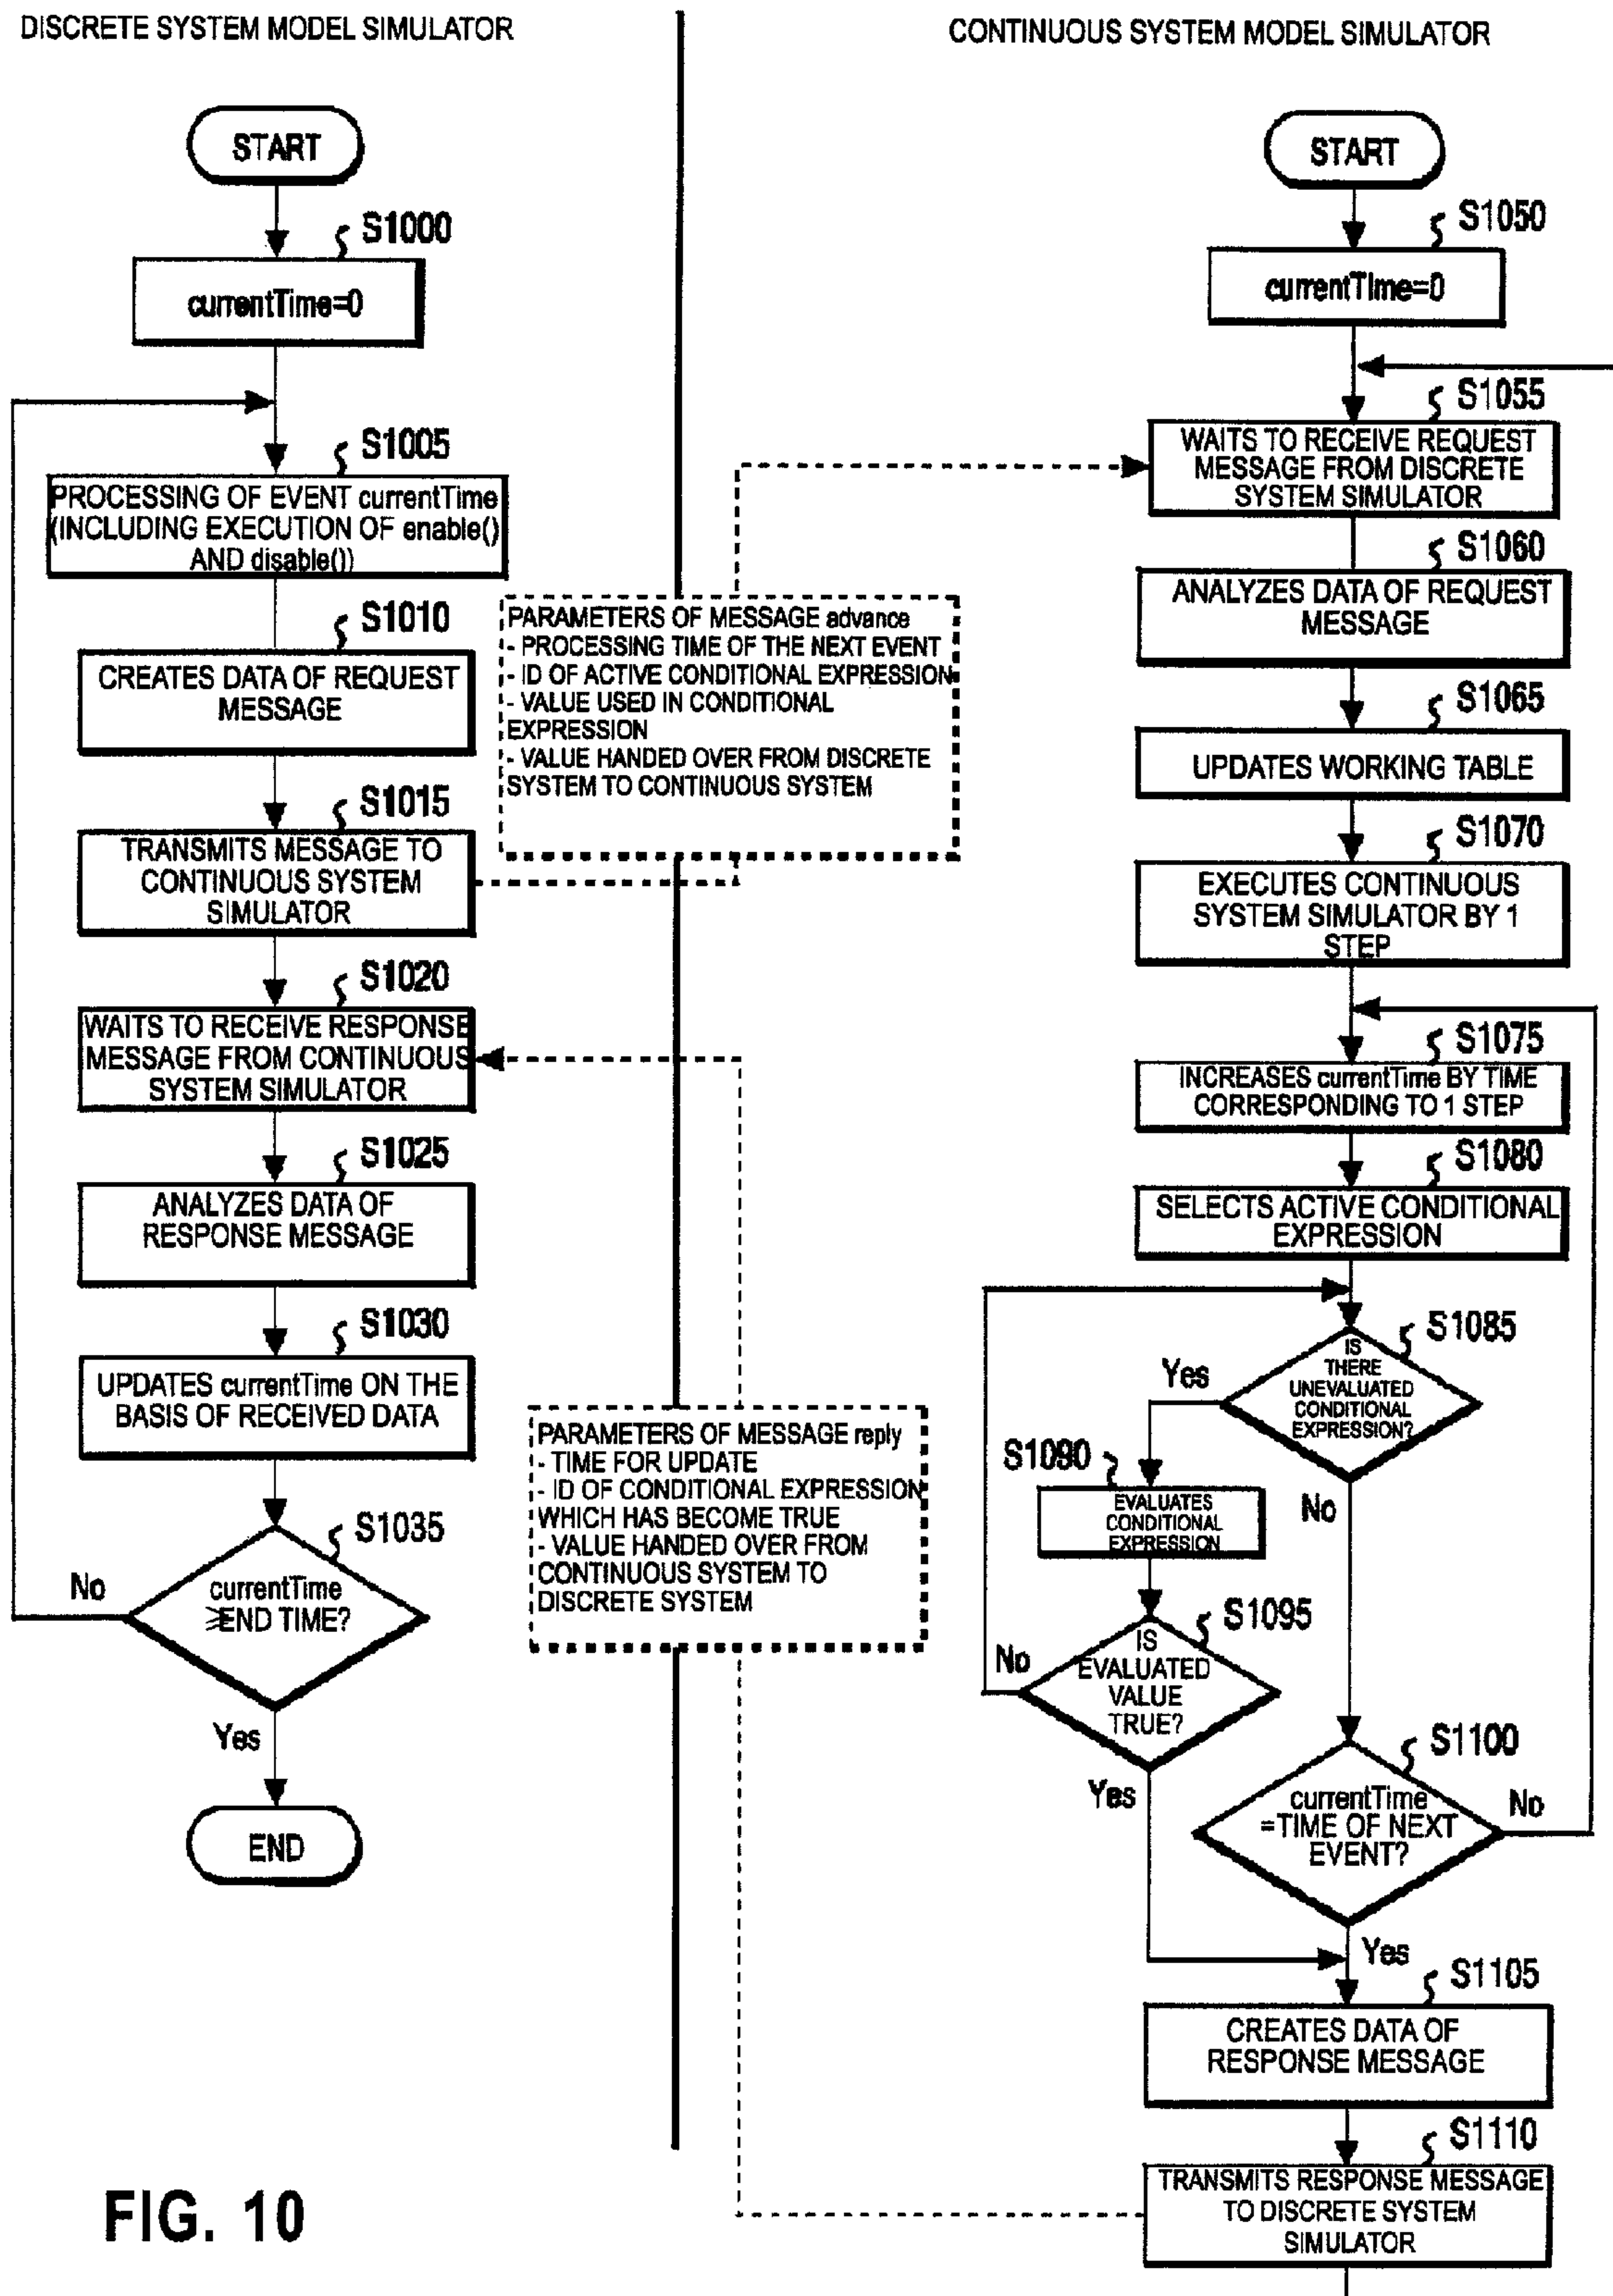 DISCRETE SYSTEM MODEL SIMULATOR
START
S1000
currentTime=0
S1005
PROCESSING OF EVENT currentTime
(INCLUDING EXECUTION OF enable()
AND disable())
S1010
CREATES DATA OF REQUEST
MESSAGE
S1015
TRANSMITS MESSAGE TO
CONTINUOUS SYSTEM
SIMULATOR
S1020
WAITS TO RECEIVE RESPONSE
MESSAGE FROM CONTINUOUS
SYSTEM SIMULATOR
S1025
ANALYZES DATA OF
RESPONSE MESSAGE
S1030
UPDATES currentTime ON THE
BASIS OF RECEIVED DATA
S1035
currentTime
≥END TIME?
No
Yes
END
PARAMETERS OF MESSAGE advance
- PROCESSING TIME OF THE NEXT EVENT
- ID OF ACTIVE CONDITIONAL EXPRESSION
- VALUE USED IN CONDITIONAL
EXPRESSION
- VALUE HANDED OVER FROM DISCRETE
SYSTEM TO CONTINUOUS SYSTEM
PARAMETERS OF MESSAGE reply
- TIME FOR UPDATE
- ID OF CONDITIONAL EXPRESSION
WHICH HAS BECOME TRUE
- VALUE HANDED OVER FROM
CONTINUOUS SYSTEM TO
DISCRETE SYSTEM
CONTINUOUS SYSTEM MODEL SIMULATOR
START
S1050
currentTIme=0
S1055
WAITS TO RECEIVE REQUEST
MESSAGE FROM DISCRETE
SYSTEM SIMULATOR
S1060
ANALYZES DATA OF REQUEST
MESSAGE
S1065
UPDATES WORKING TABLE
S1070
EXECUTES CONTINUOUS
SYSTEM SIMULATOR BY 1
STEP
S1075
INCREASES currentTime BY TIME
CORRESPONDING TO 1 STEP
S1080
SELECTS ACTIVE CONDITIONAL
EXPRESSION
S1085
IS
THERE
UNEVALUATED
CONDITIONAL
EXPRESSION?
Yes
No
S1090
EVALUATES
CONDITIONAL
EXPRESSION
S1095
IS
EVALUATED
VALUE
TRUE?
No
Yes
S1100
currentTime
=TIME OF NEXT
EVENT?
No
Yes
S1105
CREATES DATA OF
RESPONSE MESSAGE
S1110
TRANSMITS RESPONSE MESSAGE
TO DISCRETE SYSTEM
SIMULATOR
FIG. 10